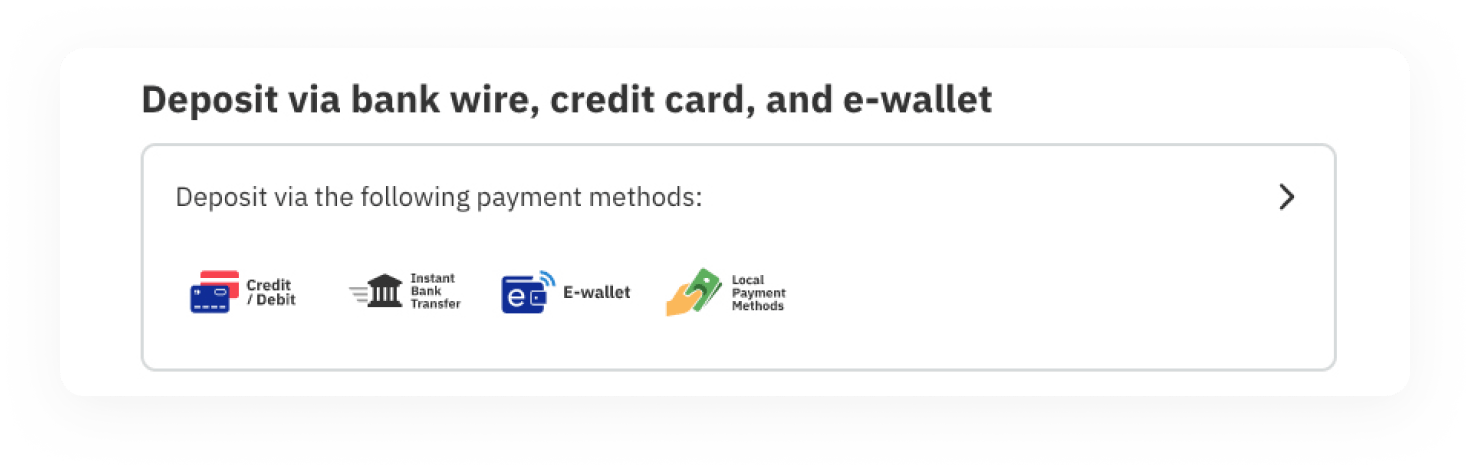 Deposit via bank wire, credit card, and e-wallet
Deposit via the following payment methods:
Credit
/ Debit
Instant
Bank
Transfer
e
E-wallet
Local
Payment
Methods